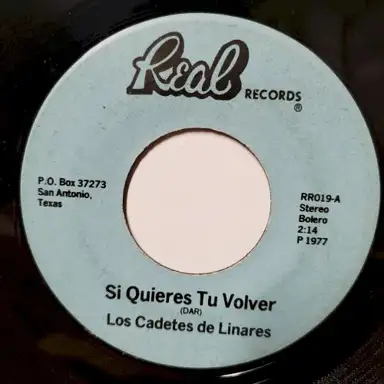 Real
RECORDS
®
P.O. Box 37273
San Antonio,
Texas
RR019-A
Stereo
Bolero
2:14
P 1977
Si Quieres Tu Volver
(DAR)
Los Cadetes de Linares